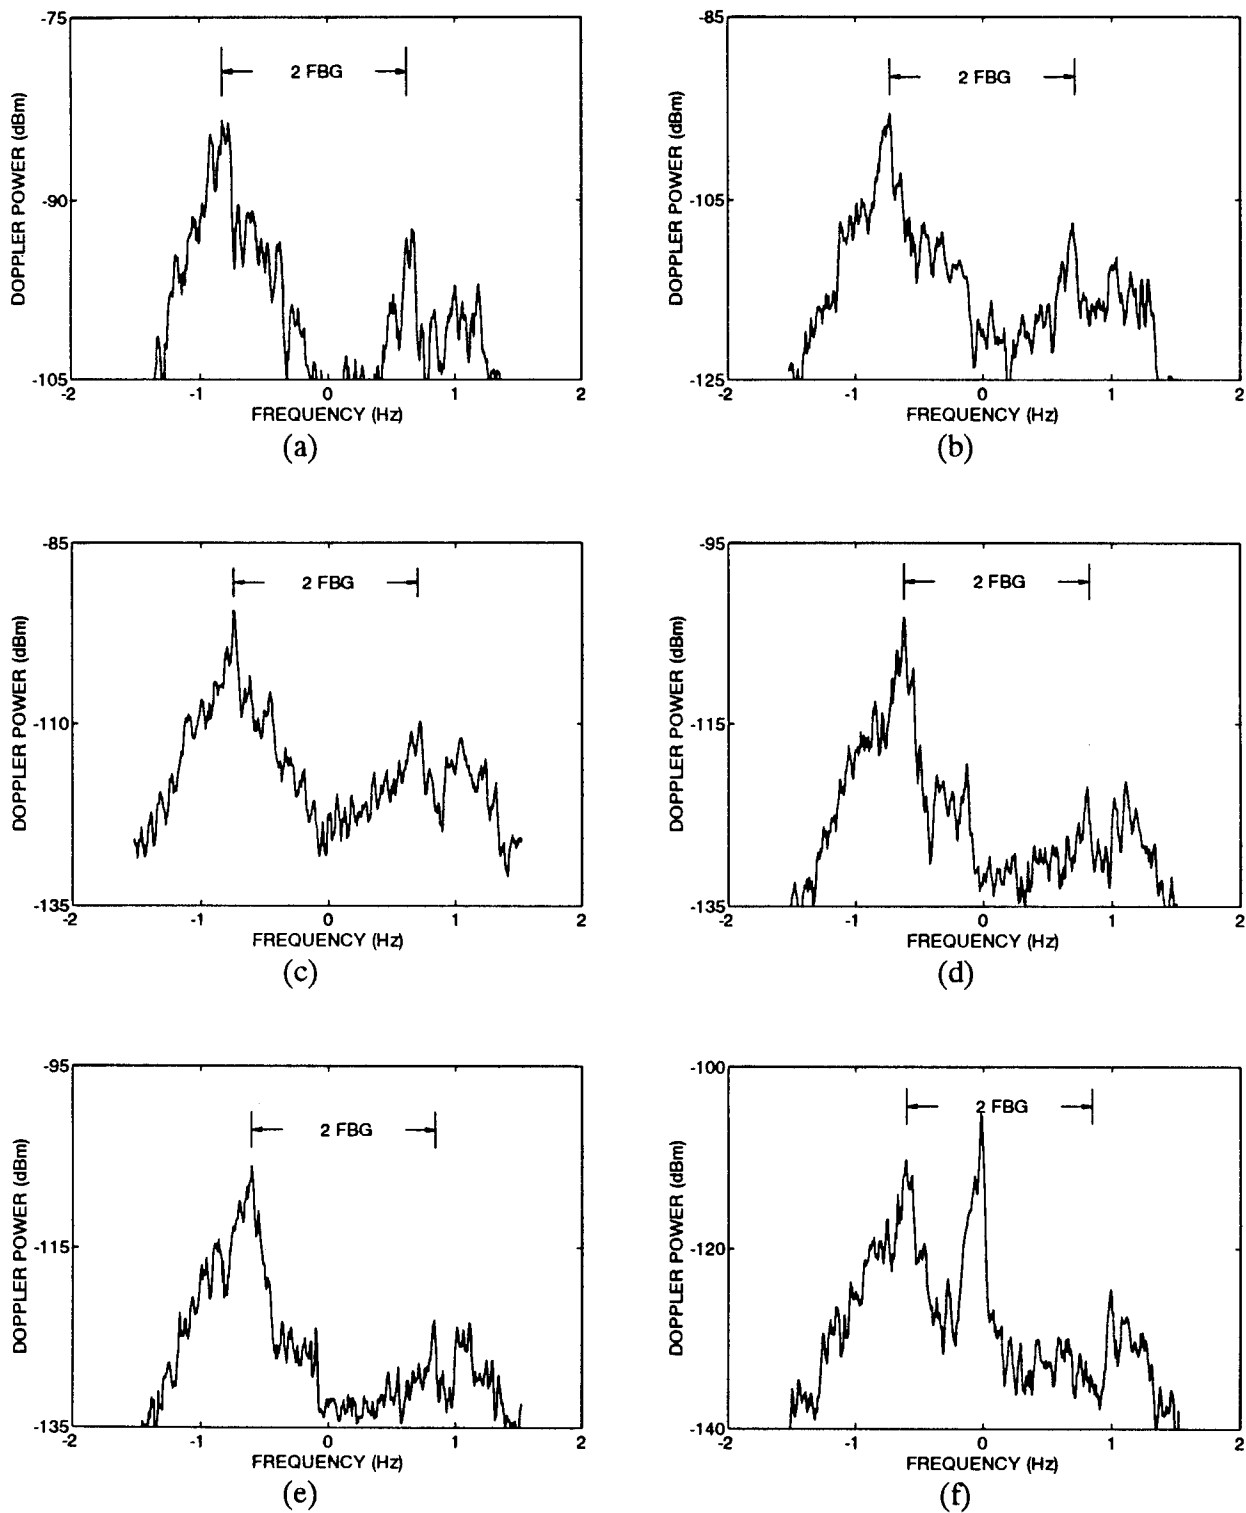 -75
DOPPLER POWER (dBm)
2 FBG
-90
-105
-2 -1 0 1 2
FREQUENCY (Hz)
(a)
-85
DOPPLER POWER (dBm)
2 FBG
-105
-125
-2 -1 0 1 2
FREQUENCY (Hz)
(b)
-85
DOPPLER POWER (dBm)
2 FBG
-110
-135
-2 -1 0 1 2
FREQUENCY (Hz)
(c)
-95
DOPPLER POWER (dBm)
2 FBG
-115
-135
-2 -1 0 1 2
FREQUENCY (Hz)
(d)
-95
DOPPLER POWER (dBm)
2 FBG
-115
-135
-2 -1 0 1 2
FREQUENCY (Hz)
(e)
-100
DOPPLER POWER (dBm)
2 FBG
-120
-140
-2 -1 0 1 2
FREQUENCY (Hz)
(f)